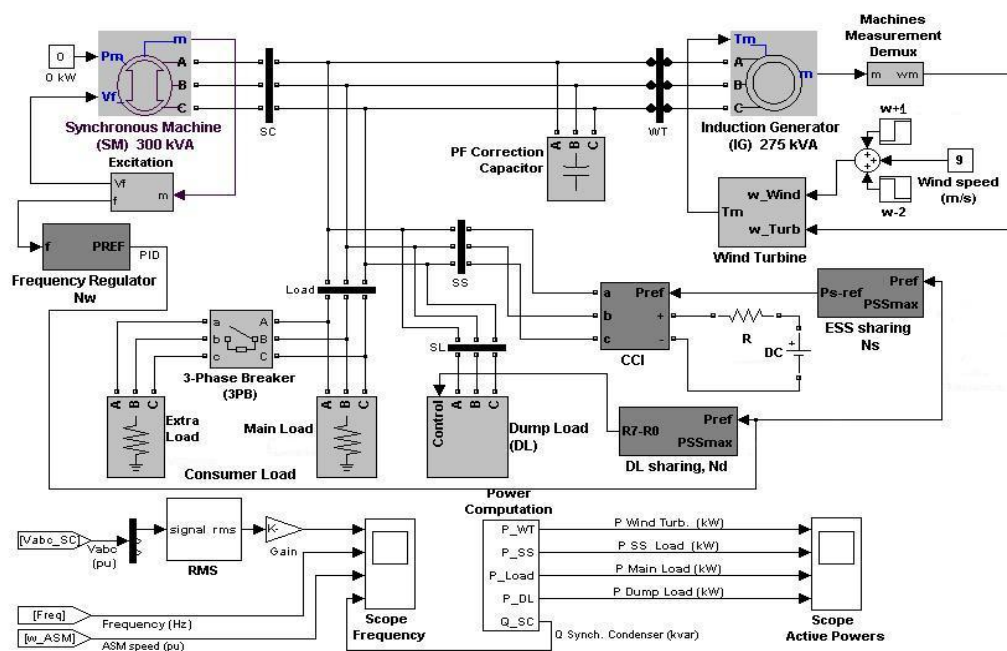 0
0 kW
Pm
Vf_
m
A
B
C
Synchronous Machine
(SM) 300 kVA
SC
Excitation
Vf
f
m
f
PREF
PID
Frequency Regulator
Nw
PF Correction
Capacitor
A
B
C
WT
Tm
A
B
C
m
Induction Generator
(IG) 275 kVA
Machines
Measurement
Demux
m
wm
w+1
9
Wind speed
(m/s)
w-2
w_Wind
Tm
w_Turb
Wind Turbine
SS
Load
a
b
c
A
B
C
3-Phase Breaker
(3PB)
A
B
C
Extra
Load
A
B
C
Main Load
Consumer Load
SL
Control
A
B
C
Dump Load
(DL)
a
b
c
Pref
+
-
CCI
R
DC
Pref
Ps-ref
PSSmax
ESS sharing
Ns
Pref
R7-R0
PSSmax
DL sharing, Nd
[Vabc_SC]
Vabc
(pu)
signal rms
RMS
K-
Gain
[Freq]
Frequency (Hz)
[w_ASM]
ASM speed (pu)
Scope
Frequency
Power
Computation
P_WT
P_SS
P_Load
P_DL
Q_SC
P Wind Turb. (kW)
P SS Load (kW)
P Main Load (kW)
P Dump Load (kW)
Q Synch. Condenser (kvar)
Scope
Active Powers